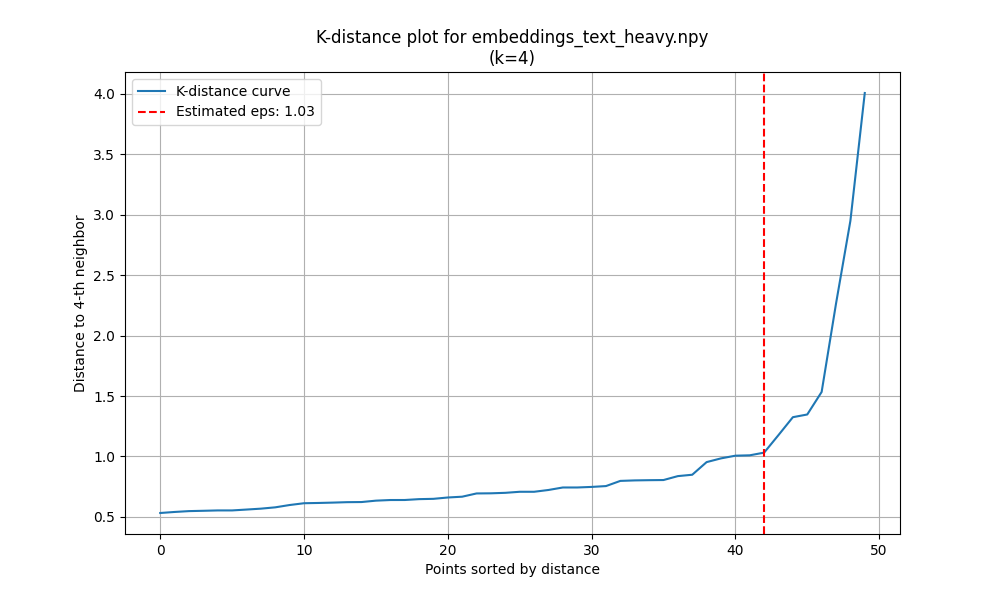 K-distance plot for embeddings_text_heavy.npy
(k=4)
K-distance curve
Estimated eps: 1.03
4.0
3.5
3.0
2.5
2.0
1.5
1.0
0.5
Distance to 4-th neighbor
0 10 20 30 40 50
Points sorted by distance